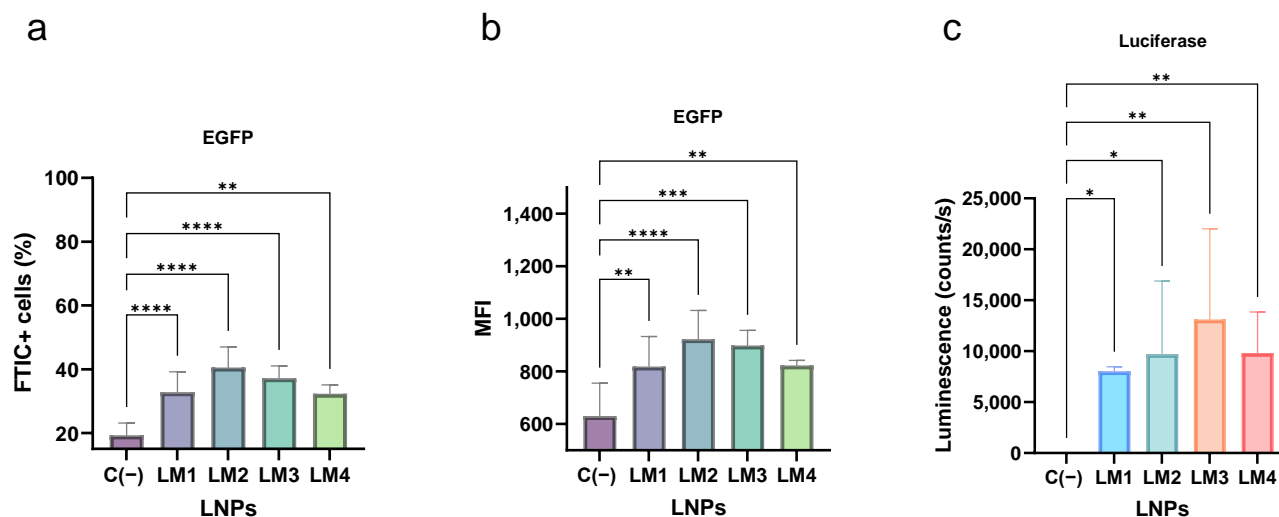 a
EGFP
FTIC+ cells (%)
100
80
60
40
20
**
****
****
****
C(−) LM1 LM2 LM3 LM4
LNPs
b
EGFP
MFI
1,400
1,200
1,000
800
600
**
***
****
**
C(−) LM1 LM2 LM3 LM4
LNPs
c
Luciferase
Luminescence (counts/s)
**
**
*
*
25,000
20,000
15,000
10,000
5,000
0
C(−) LM1 LM2 LM3 LM4
LNPs